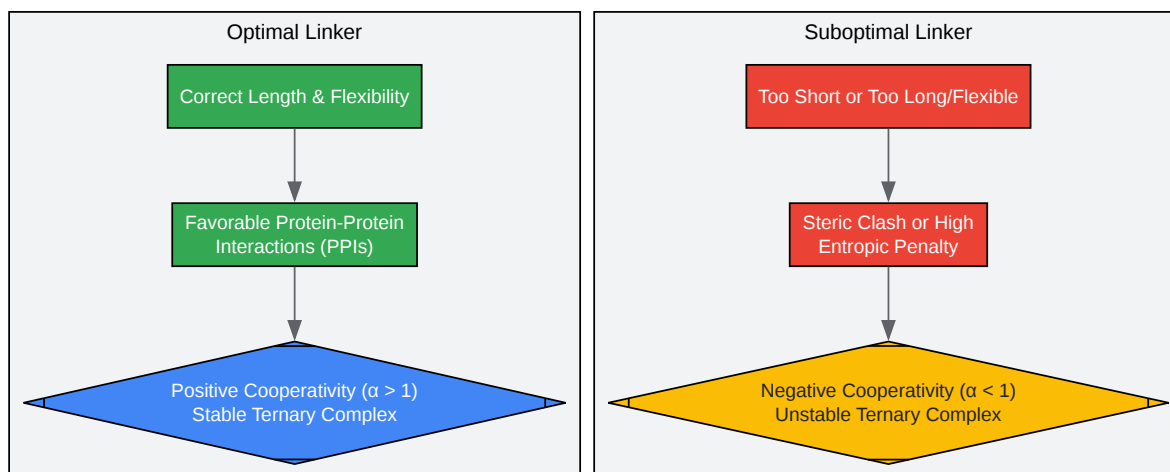 Optimal Linker
Correct Length & Flexibility
Favorable Protein-Protein
Interactions (PPIs)
Positive Cooperativity (α > 1)
Stable Ternary Complex
Suboptimal Linker
Too Short or Too Long/Flexible
Steric Clash or High
Entropic Penalty
Negative Cooperativity (α < 1)
Unstable Ternary Complex